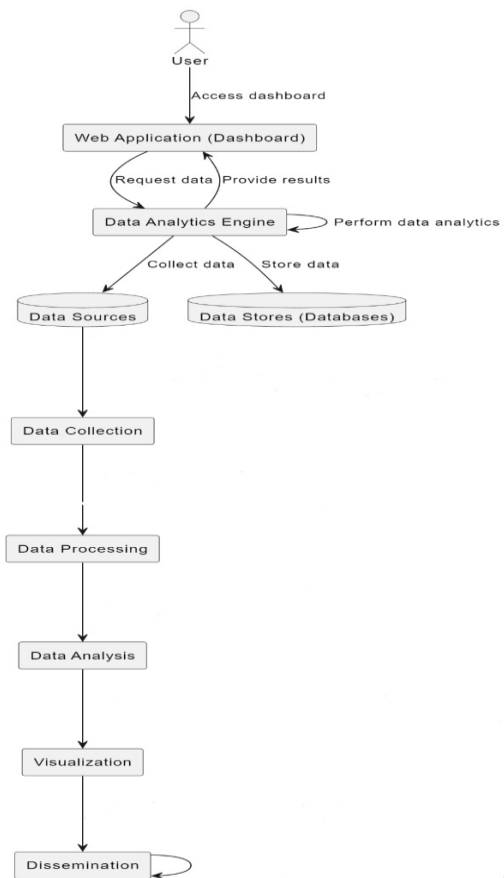 User
Access dashboard
Web Application (Dashboard)
Request data
Provide results
Data Analytics Engine
Perform data analytics
Collect data
Store data
Data Sources
Data Stores (Databases)
Data Collection
Data Processing
Data Analysis
Visualization
Dissemination